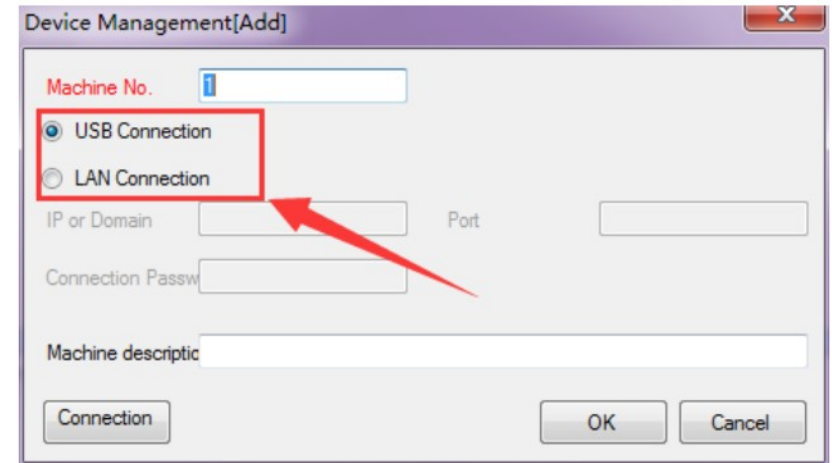 Device Management[Add]
Machine No. 1
USB Connection
LAN Connection
IP or Domain Port
Connection Passw
Machine descriptic
Connection OK Cancel